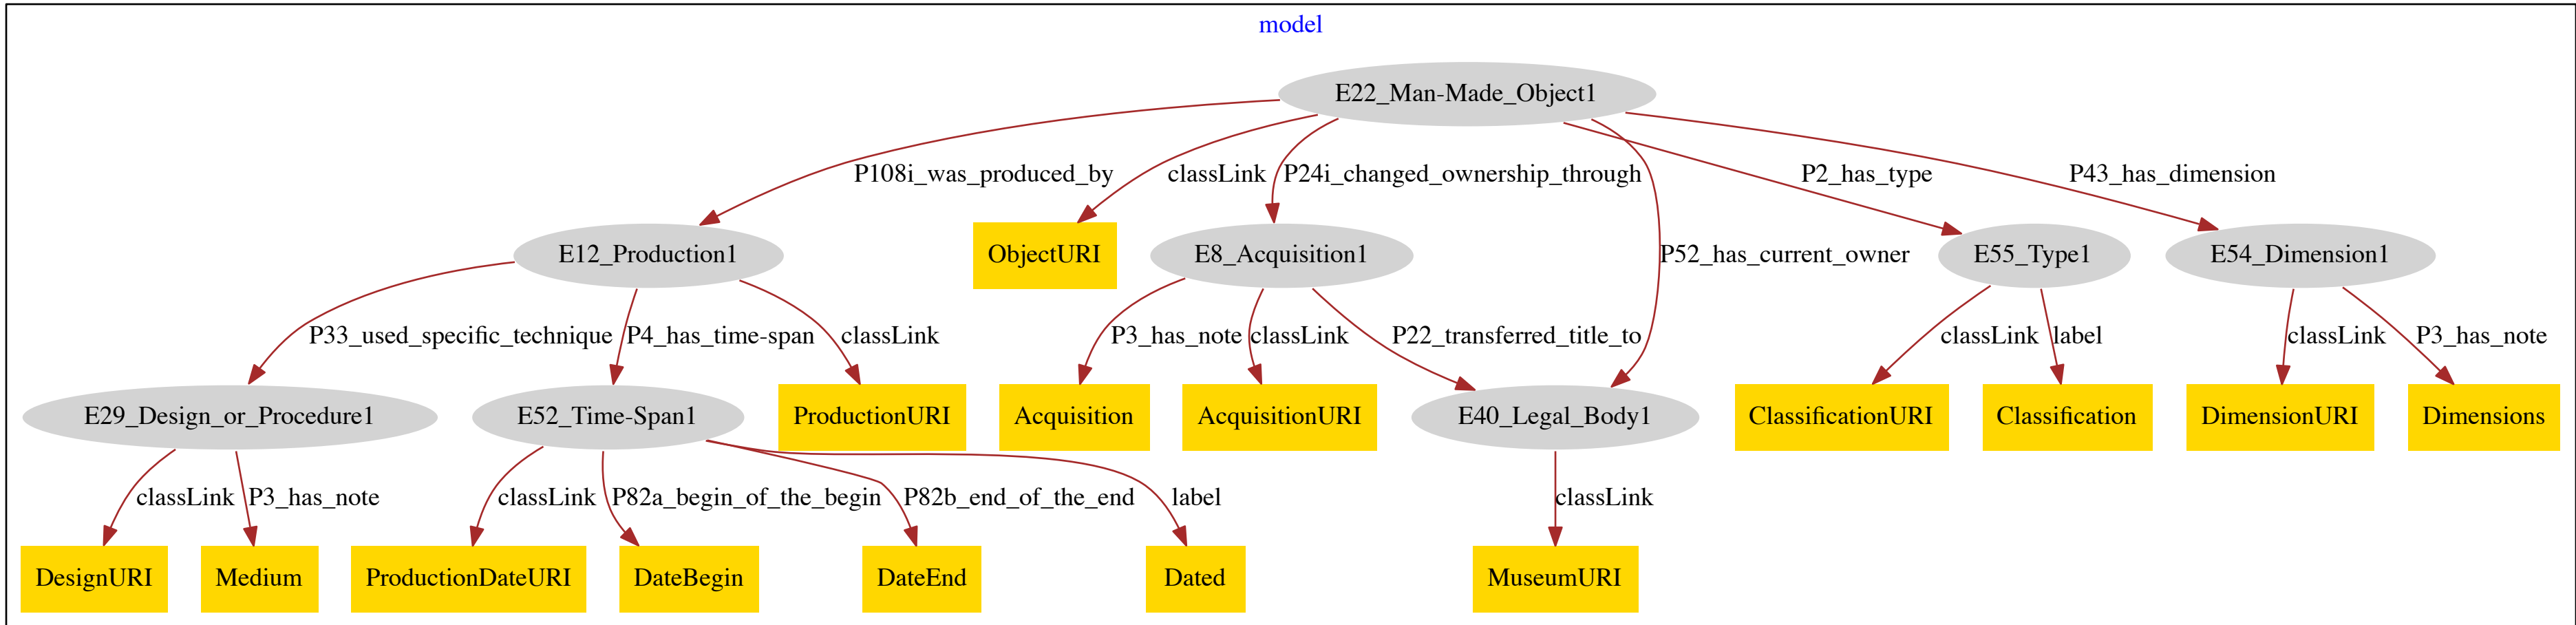 model
E22_Man-Made_Object1
P108i_was_produced_by
classLink
P24i_changed_ownership_through
P2_has_type
P43_has_dimension
E12_Production1
ObjectURI
E8_Acquisition1
P52_has_current_owner
E55_Type1
E54_Dimension1
P33_used_specific_technique
P4_has_time-span
classLink
P3_has_note
classLink
P22_transferred_title_to
classLink
label
classLink
P3_has_note
E29_Design_or_Procedure1
E52_Time-Span1
ProductionURI
Acquisition
AcquisitionURI
E40_Legal_Body1
ClassificationURI
Classification
DimensionURI
Dimensions
classLink
P3_has_note
classLink
P82a_begin_of_the_begin
P82b_end_of_the_end
label
classLink
DesignURI
Medium
ProductionDateURI
DateBegin
DateEnd
Dated
MuseumURI